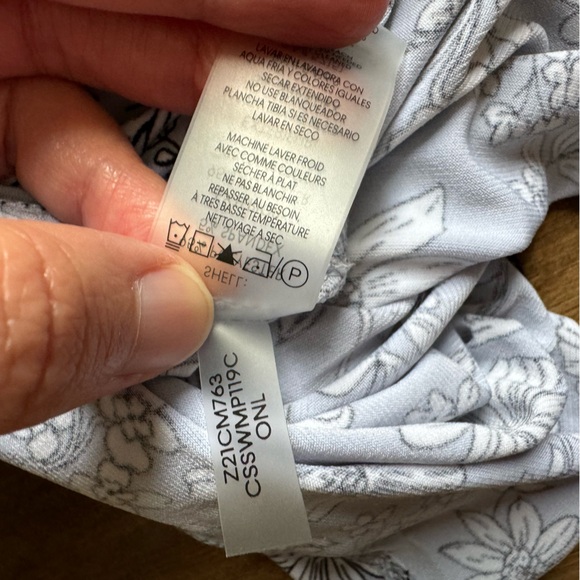 LAVAR EN LAVADORA CON
AQUA FRIA Y COLORES IGUALES
SECAR EXTENDIDO
NO USE BLANQUEADOR
PLANCHA TIBIA SI ES NECESARIO
LAVAR EN SECO
MACHINE LAVER FROID
AVEC COMME COULEURS
SÉCHER À PLAT
NE PAS BLANCHIR
REPASSER AU BESOIN
À TRES BASSE TEMPÉRATURE
NETTOYAGE A SEC
P
SHELL:
Z21CM763
CSSWMP119C
ONL